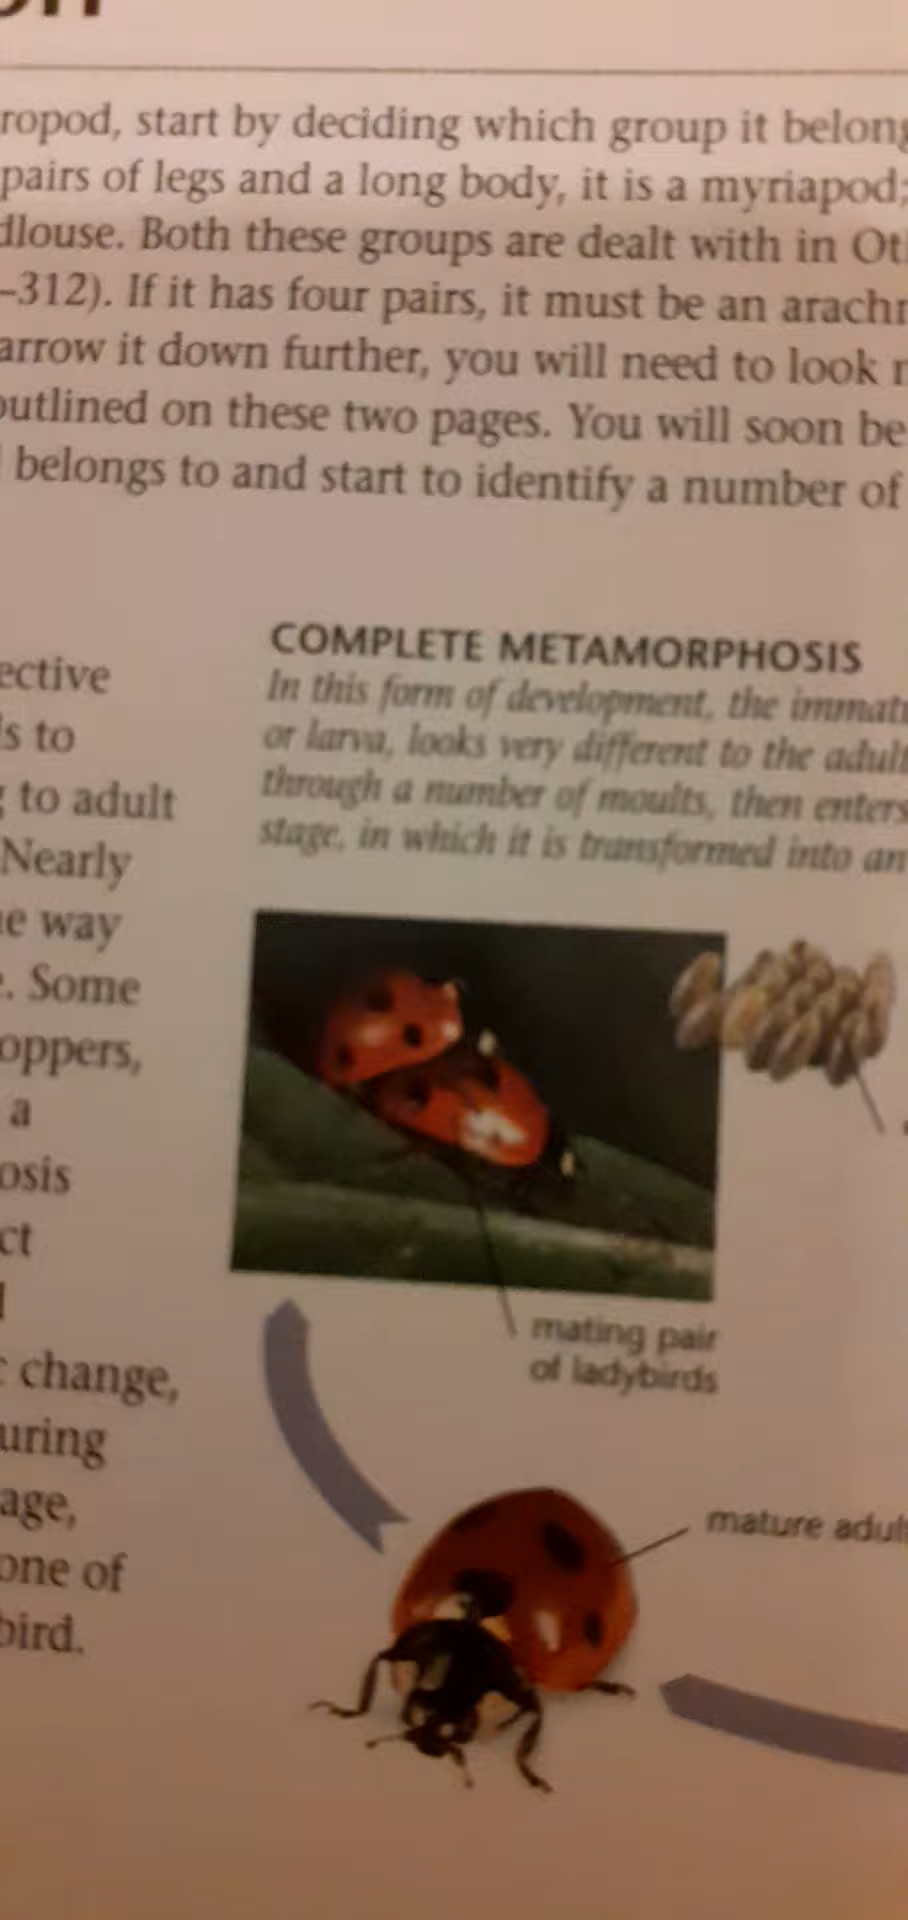 ropod, start by deciding which group it belong
pairs of legs and a long body, it is a myriapod;
dlouse. Both these groups are dealt with in Ot
–312). If it has four pairs, it must be an arach
arrow it down further, you will need to look
outlined on these two pages. You will soon be
belongs to and start to identify a number of
ective
ls to
g to adult
Nearly
e way
e. Some
oppers,
a
osis
ct
l
change,
uring
age,
one of
bird.
COMPLETE METAMORPHOSIS
In this form of development, the immat
or larva, looks very different to the adult
through a number of moults, then enters
stage, in which it is transformed into an
mating pair
of ladybirds
mature adul